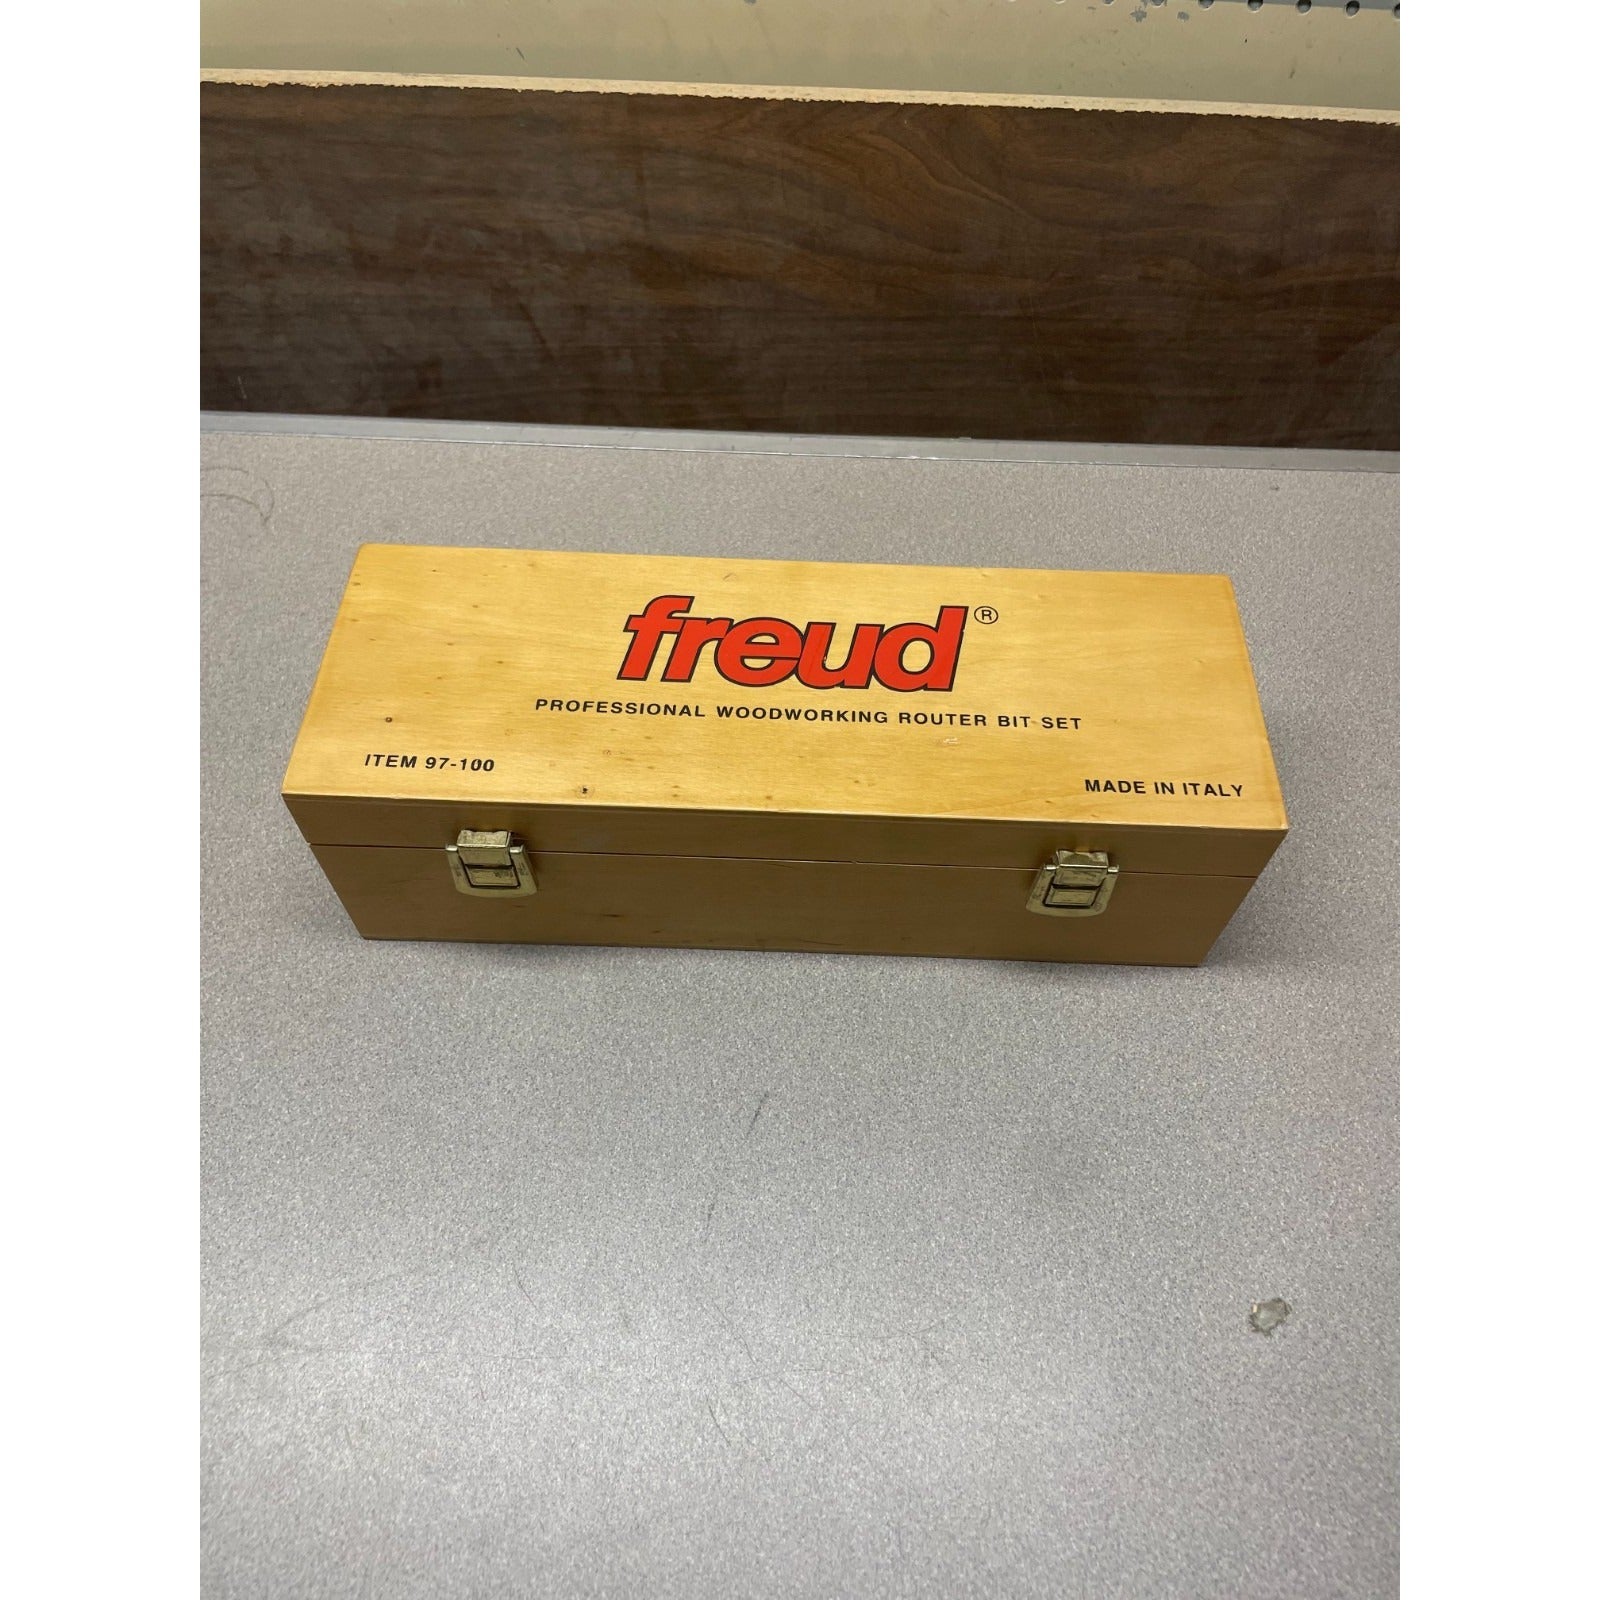 freud®
PROFESSIONAL WOODWORKING ROUTER BIT SET
ITEM 97-100
MADE IN ITALY